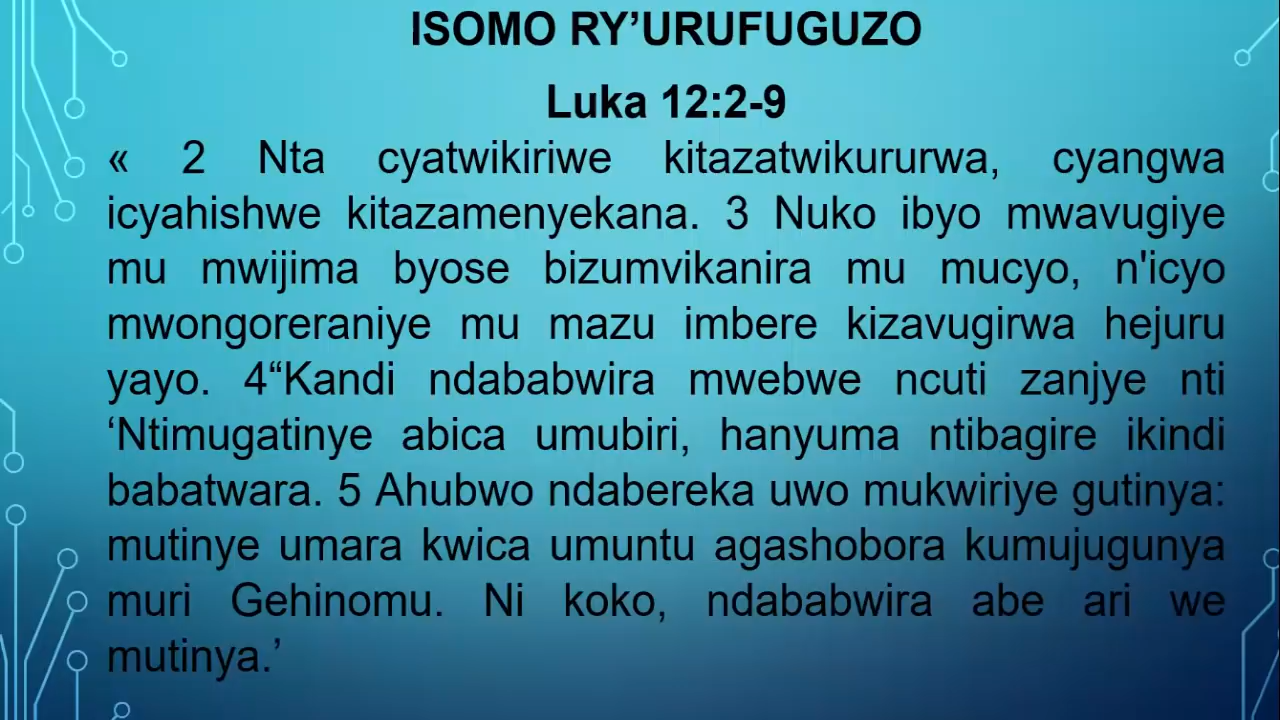 ISOMO RY’URUFUGUZO
Luka 12:2-9
« 2 Nta cyatwikiriwe kitazatwikururwa, cyangwa
icyahishwe kitazamenyekana. 3 Nuko ibyo mwavugiye
mu mwijima byose bizumvikanira mu mucyo, n'icyo
mwongoreraniye mu mazu imbere kizavugirwa hejuru
yayo. 4“Kandi ndababwira mwebwe ncuti zanjye nti
‘Ntimugatinye abica umubiri, hanyuma ntibagire ikindi
babatwara. 5 Ahubwo ndabereka uwo mukwiriye gutinya:
mutinye umara kwica umuntu agashobora kumujugunya
muri Gehinomu. Ni koko, ndababwira abe ari we
mutinya.’